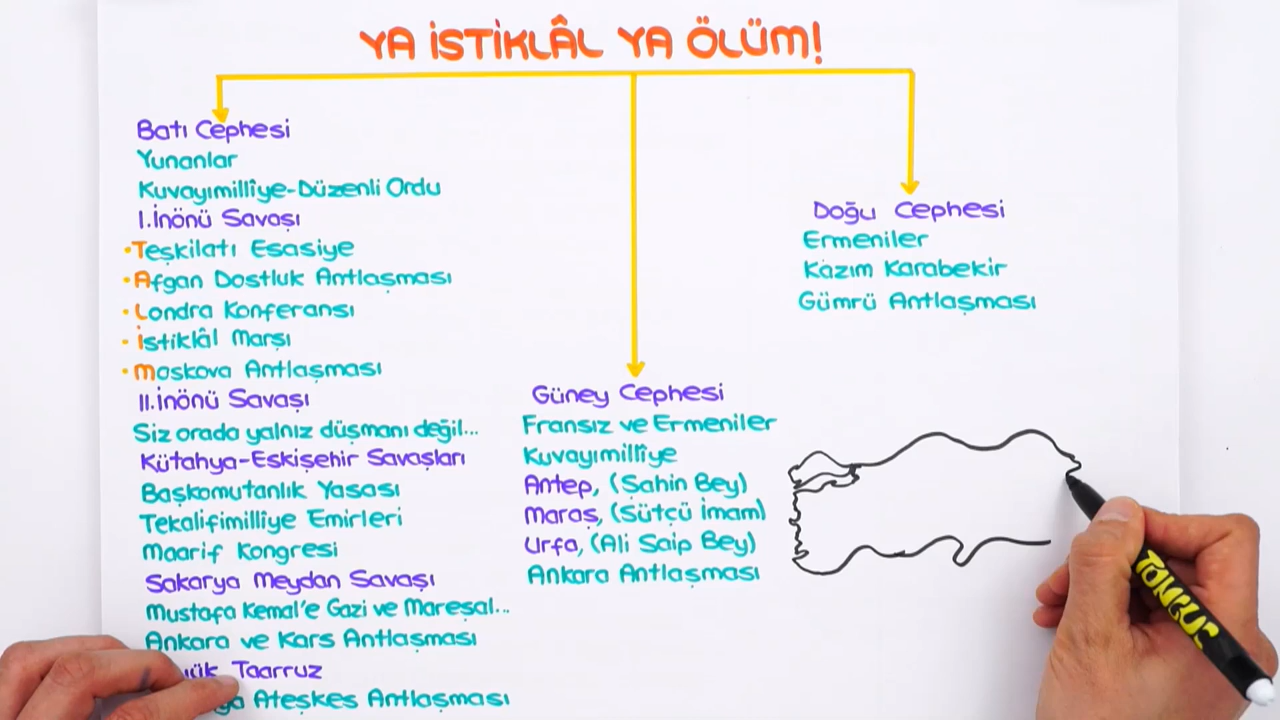 YA İSTİKLÂL YA ÖLÜM!
Batı Cephesi
Yunanlar
Kuvayımillîye-Düzenli Ordu
I.İnönü Savaşı
•Teşkilatı Esasiye
•Afgan Dostluk Antlaşması
•Londra Konferansı
•İstiklâl Marşı
•Moskova Antlaşması
II.İnönü Savaşı
Siz orada yalnız düşmanı değil...
Kütahya-Eskişehir Savaşları
Başkomutanlık Yasası
Tekalifimillîye Emirleri
Maarif Kongresi
Sakarya Meydan Savaşı
Mustafa Kemal'e Gazi ve Mareşal...
Ankara ve Kars Antlaşması
Taarruz
Ateşkes Antlaşması
Güney Cephesi
Fransız ve Ermeniler
Kuvayımillîye
Antep, (Şahin Bey)
Maraş, (Sütçü İmam)
Urfa, (Ali Saip Bey)
Ankara Antlaşması
Doğu Cephesi
Ermeniler
Kazım Karabekir
Gümrü Antlaşması
TONGUÇ